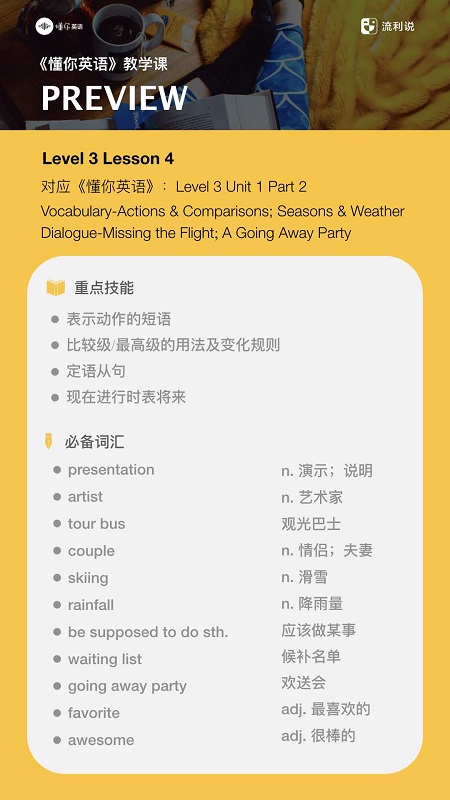 懂你英语
流利说
《懂你英语》教学课
PREVIEW
Level 3 Lesson 4
对应《懂你英语》：Level 3 Unit 1 Part 2
Vocabulary-Actions & Comparisons; Seasons & Weather
Dialogue-Missing the Flight; A Going Away Party
重点技能
表示动作的短语
比较级/最高级的用法及变化规则
定语从句
现在进行时表将来
必备词汇
presentation n. 演示；说明
artist n. 艺术家
tour bus 观光巴士
couple n. 情侣；夫妻
skiing n. 滑雪
rainfall n. 降雨量
be supposed to do sth. 应该做某事
waiting list 候补名单
going away party 欢送会
favorite adj. 最喜欢的
awesome adj. 很棒的